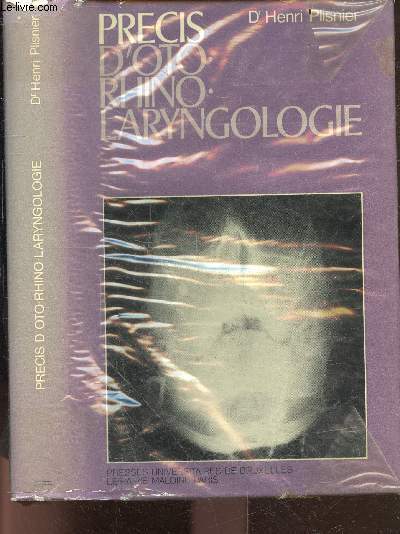 www.Le-Livre.com
PRECIS
D'OTO·
RHINO·
LARYNGOLOGIE
Dr Henri Plisnier
PRESSES UNIVERSITAIRES DE BRUXELLES
LIBRAIRIE MALOINE PARIS
Dr Henri Plisnier
PRECIS D'OTO·RHINO·LARYNGOLOGIE